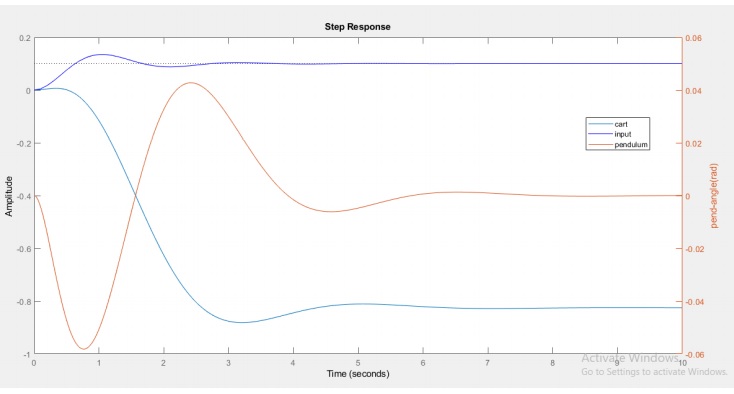 Step Response
0.2
0
-0.2
-0.4
-0.6
-0.8
-1
Amplitude
0.06
0.04
0.02
0
-0.02
-0.04
-0.06
pend-angle(rad)
cart
input
pendulum
0 1 2 3 4 5 6 7 8 9 10
Time (seconds)
Activate Windows
Go to Settings to activate Windows.